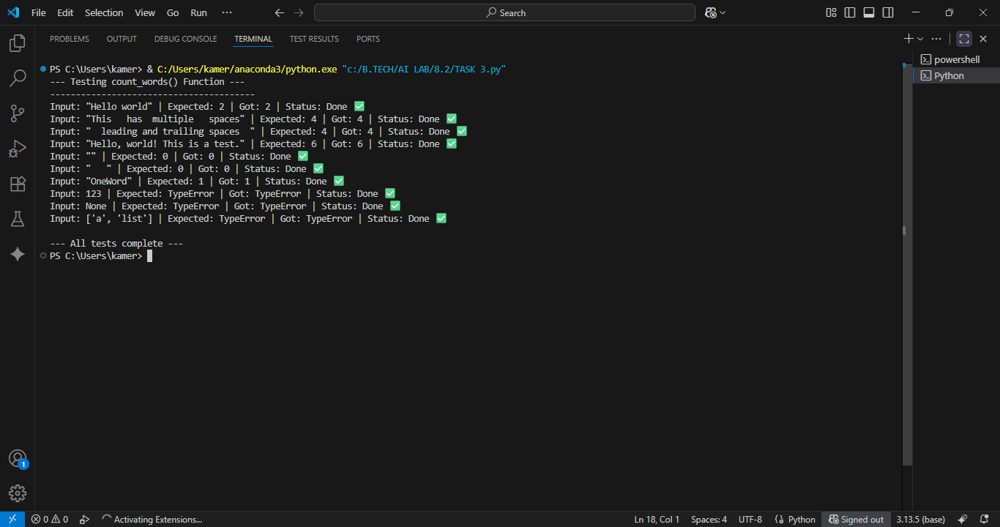 File Edit Selection View Go Run ···
Search
PROBLEMS OUTPUT DEBUG CONSOLE TERMINAL TEST RESULTS PORTS
powershell
Python
PS C:\Users\kamer> & C:/Users/kamer/anaconda3/python.exe "c:/B.TECH/AI LAB/8.2/TASK 3.py"
--- Testing count_words() Function ---
----------------------------------------
Input: "Hello world" | Expected: 2 | Got: 2 | Status: Done ✅
Input: "This   has  multiple   spaces" | Expected: 4 | Got: 4 | Status: Done ✅
Input: "  leading and trailing spaces  " | Expected: 4 | Got: 4 | Status: Done ✅
Input: "Hello, world! This is a test." | Expected: 6 | Got: 6 | Status: Done ✅
Input: "" | Expected: 0 | Got: 0 | Status: Done ✅
Input: "   " | Expected: 0 | Got: 0 | Status: Done ✅
Input: "OneWord" | Expected: 1 | Got: 1 | Status: Done ✅
Input: 123 | Expected: TypeError | Got: TypeError | Status: Done ✅
Input: None | Expected: TypeError | Got: TypeError | Status: Done ✅
Input: ['a', 'list'] | Expected: TypeError | Got: TypeError | Status: Done ✅
--- All tests complete ---
PS C:\Users\kamer>
1
0 0 Activating Extensions... Ln 18, Col 1 Spaces: 4 UTF-8 {} Python Signed out 3.13.5 (base)